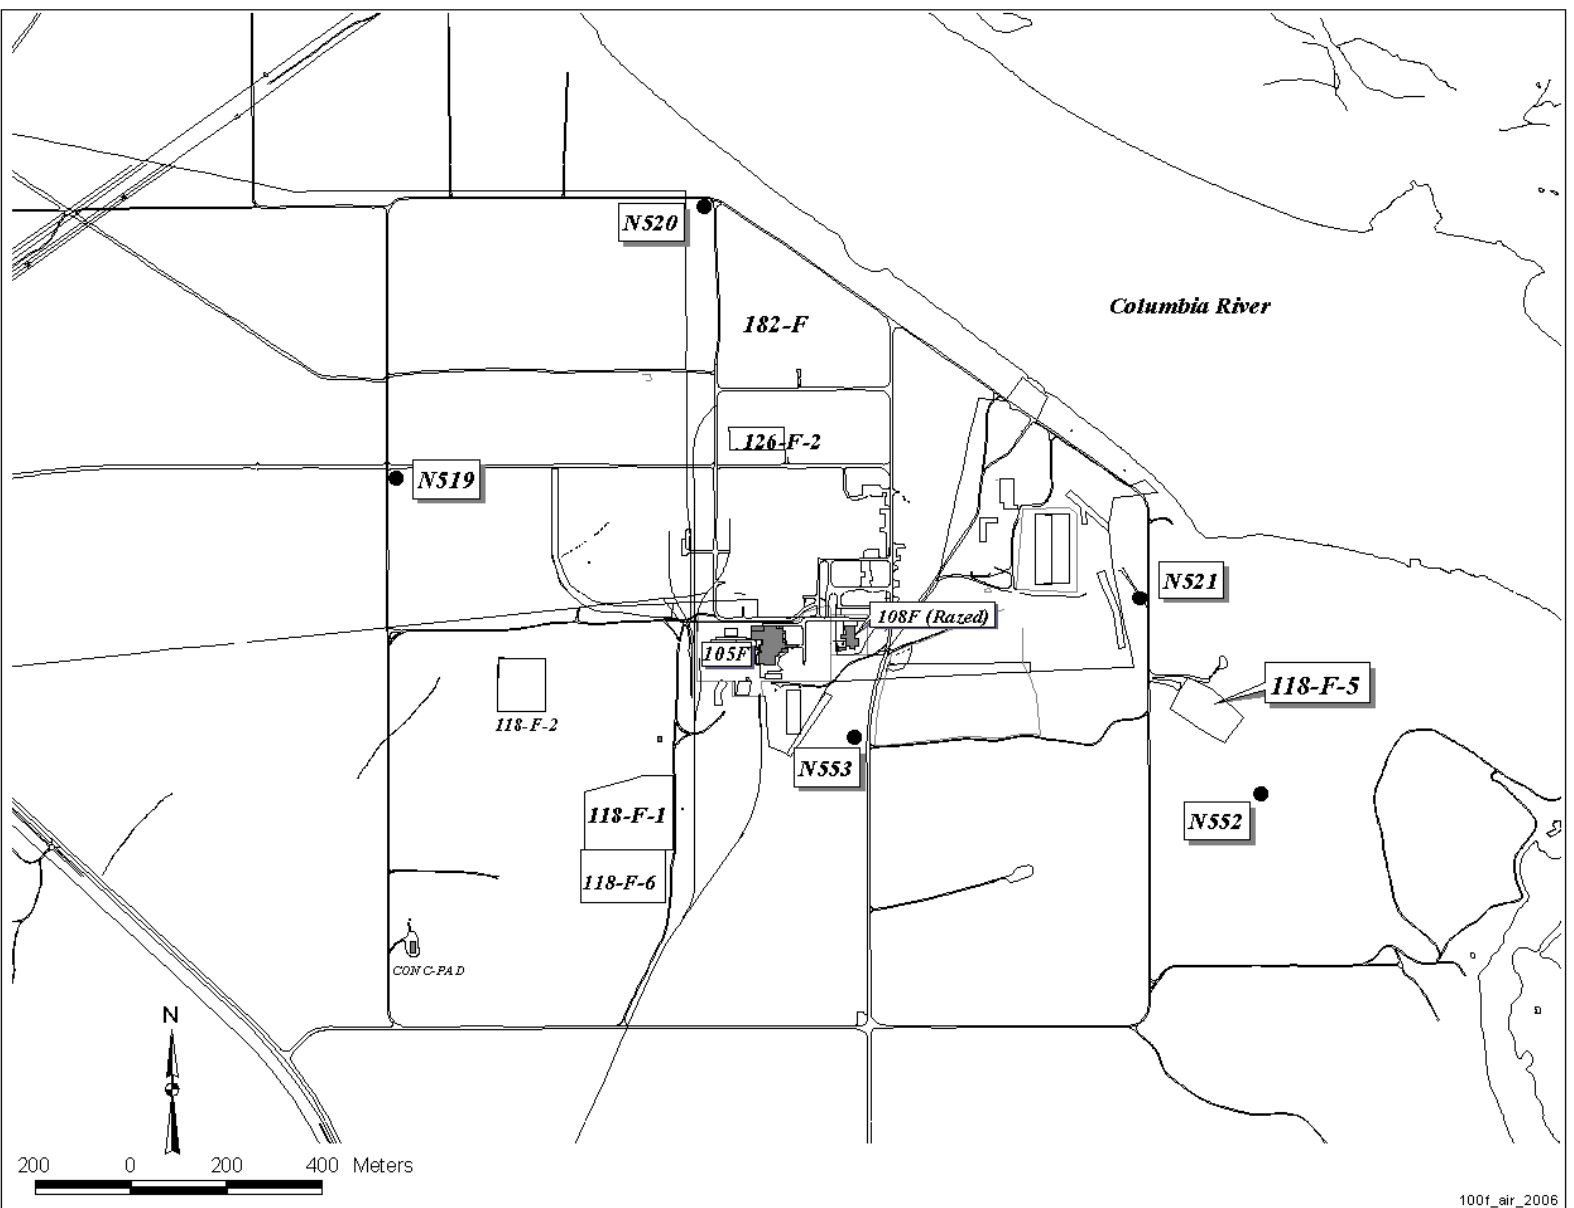 N520
Columbia River
182-F
126-F-2
N519
N521
108F (Razed)
105F
118-F-5
118-F-2
N553
118-F-1
N552
118-F-6
CONC-PAD
N
200 0 200 400 Meters
100f_air_2006